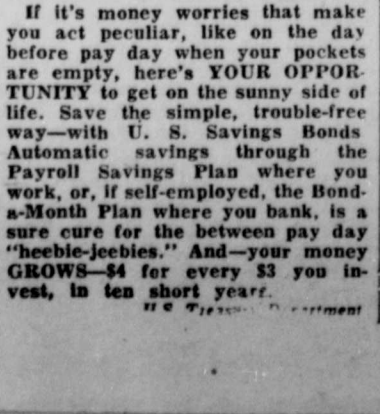 If it's money worries that make
you act peculiar, like on the day
before pay day when your pockets
are empty, here's YOUR OPPOR-
TUNITY to get on the sunny side of
life. Save the simple, trouble-free
way—with U. S. Savings Bonds
Automatic savings through the
Payroll Savings Plan where you
work, or, if self-employed, the Bond-
a-Month Plan where you bank, is a
sure cure for the between pay day
"heebie-jeebies." And—your money
GROWS—$4 for every $3 you in-
vest, in ten short years.
U S Treasury Department